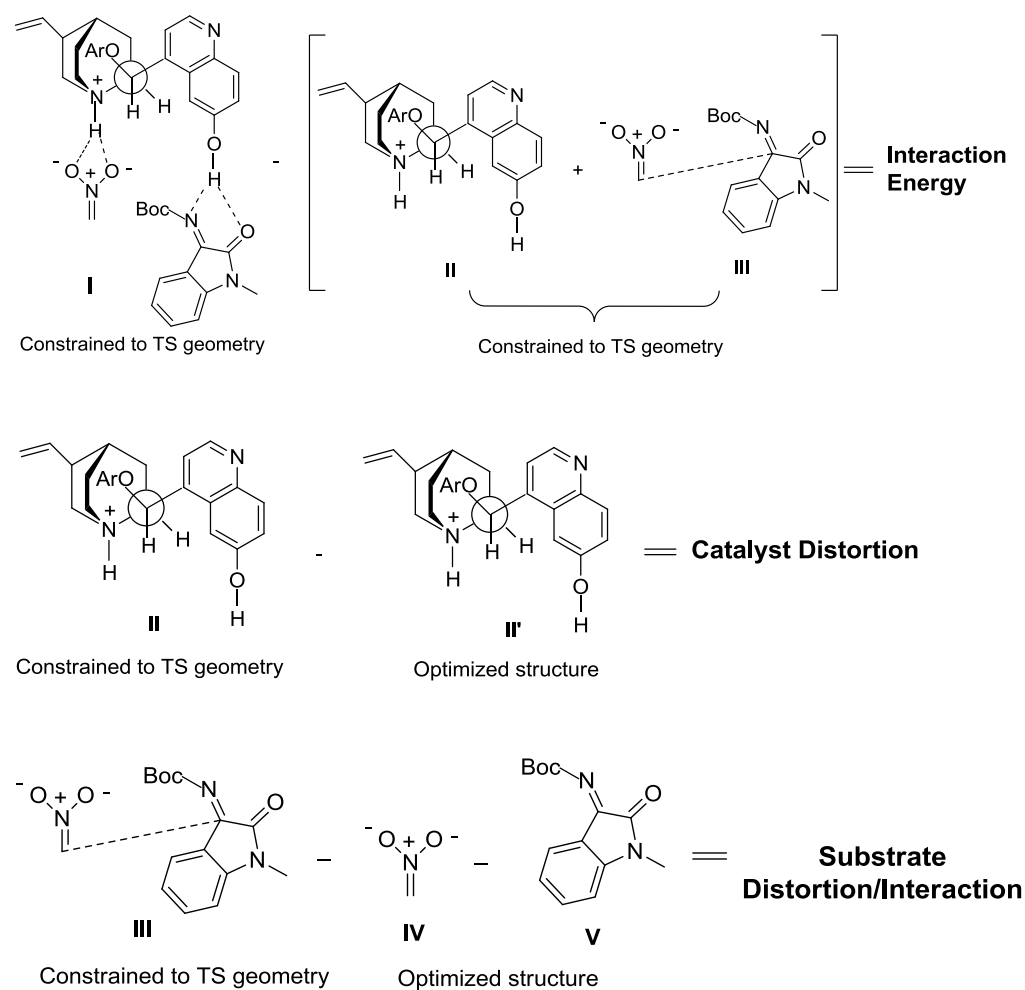 N
ArO
+
N
H
H
H
O
H
- O + O -
N
Boc
N
O
N
I
Constrained to TS geometry
-
N
ArO
+
N
H
H
H
O
H
II
+
- O + O -
N
Boc
N
O
N
III
Constrained to TS geometry
= Interaction
Energy
N
ArO
+
N
H
H
H
O
H
II
Constrained to TS geometry
-
N
ArO
+
N
H
H
H
O
H
II'
Optimized structure
= Catalyst Distortion
- O + O -
N
Boc
N
O
N
III
Constrained to TS geometry
–
- O + O -
N
IV
–
Boc
N
O
N
V
Optimized structure
= Substrate
Distortion/Interaction